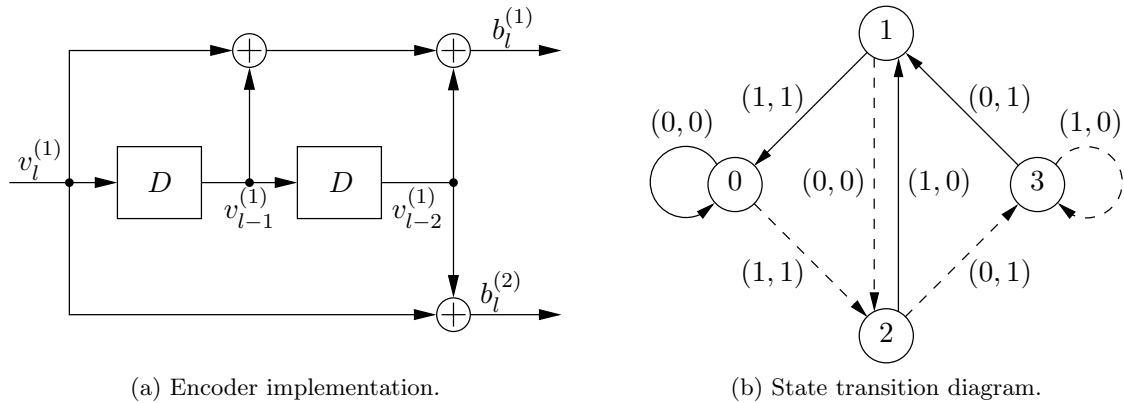 b_l^{(1)}
v_l^{(1)}
D
D
v_{l-1}^{(1)}
v_{l-2}^{(1)}
b_l^{(2)}
(a) Encoder implementation.
1
(1, 1)
(0, 1)
(0, 0)
(1, 0)
0
(0, 0)
(1, 0)
3
(1, 1)
(0, 1)
2
(b) State transition diagram.